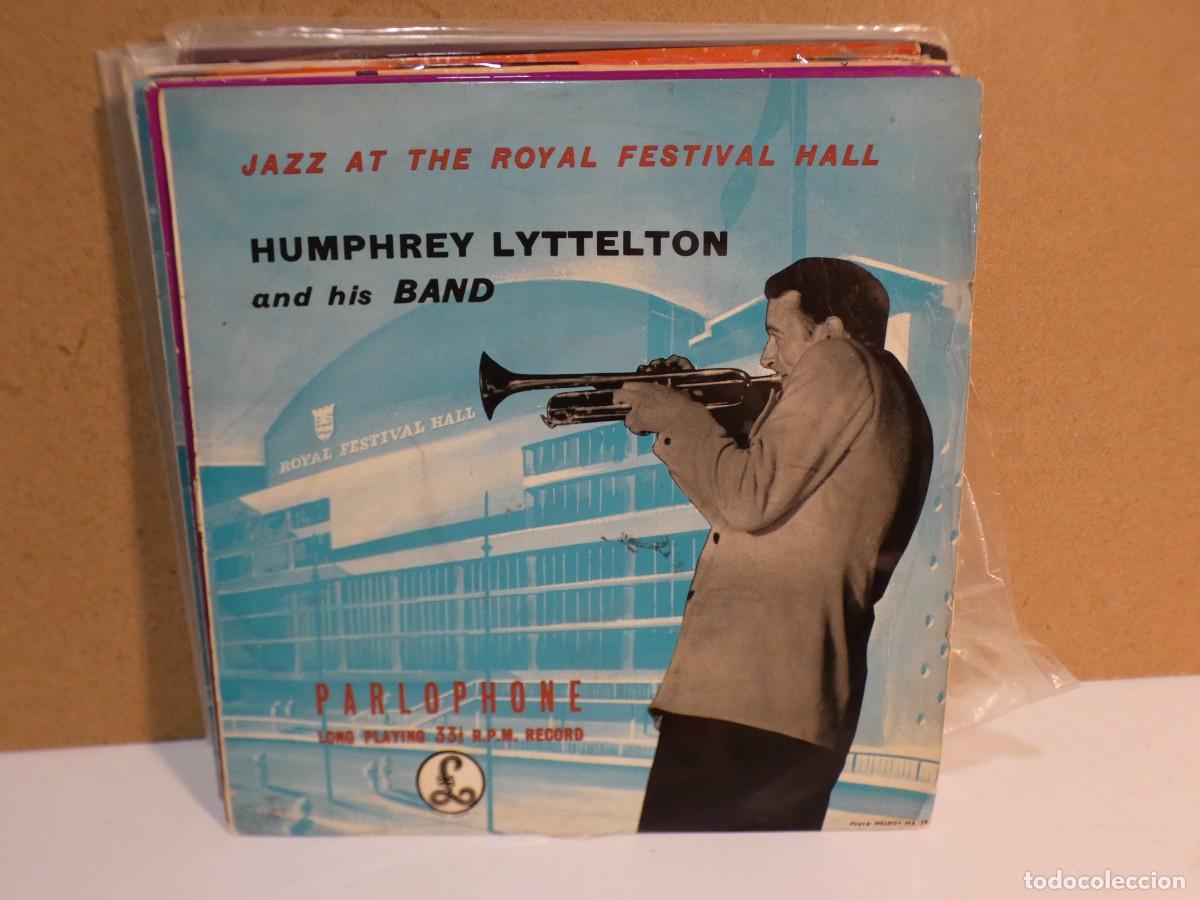 JAZZ AT THE ROYAL FESTIVAL HALL
HUMPHREY LYTTELTON
and his BAND
ROYAL FESTIVAL HALL
PARLOPHONE
LONG PLAYING 33⅓ R.P.M. RECORD
£
todocoleccion